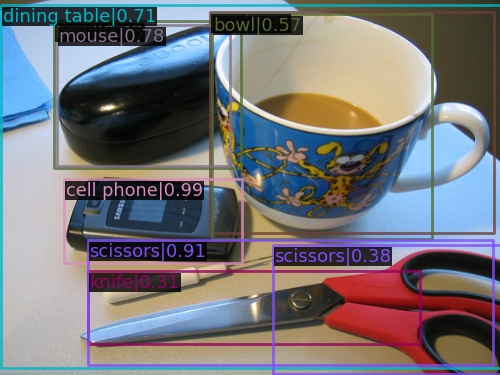 dining table|0.71
bowl|0.57
mouse|0.78
cell phone|0.99
SAMSUNG
scissors|0.91
scissors|0.38
knife|0.31